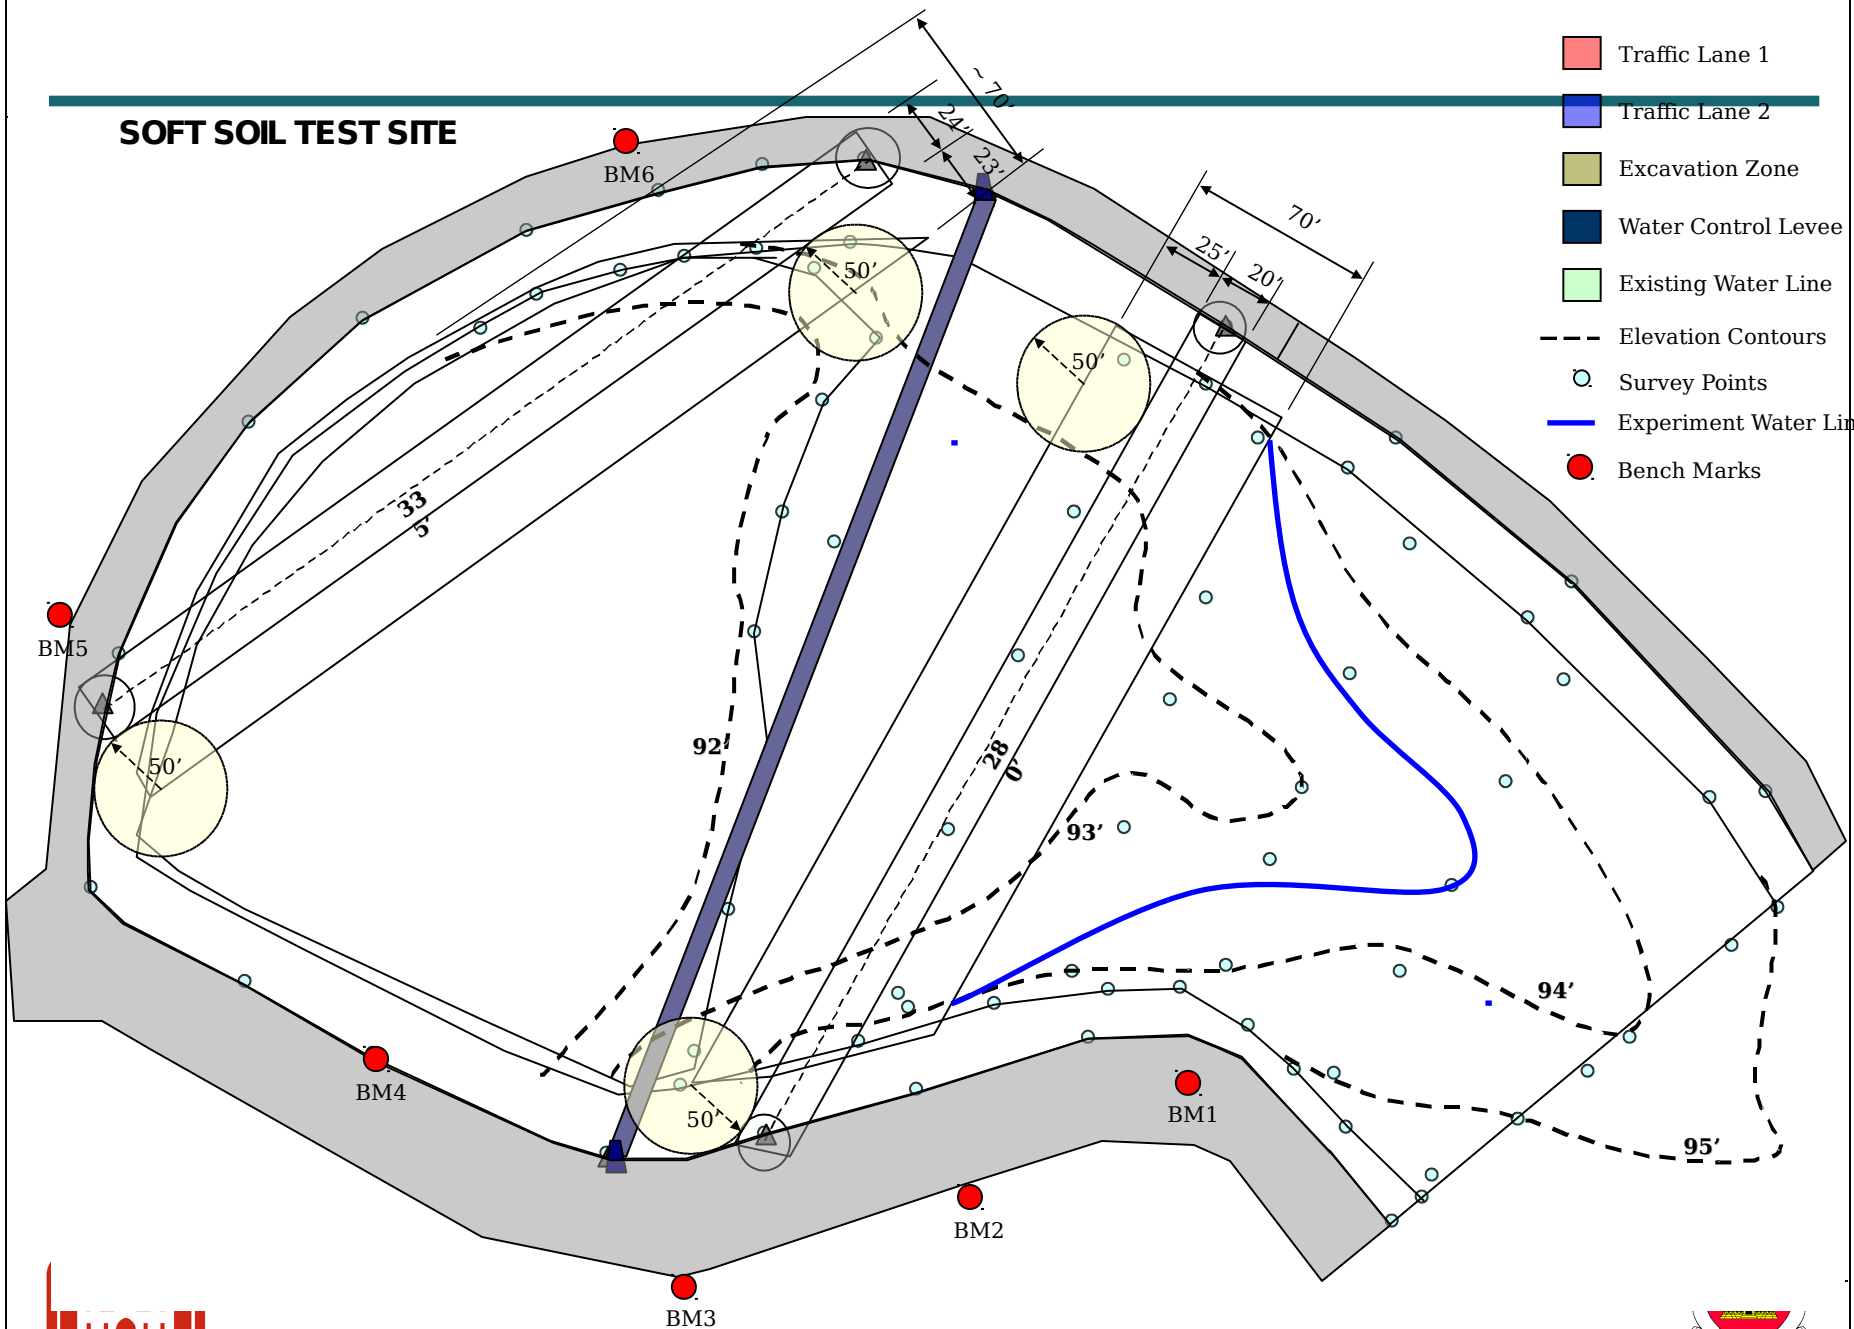 SOFT SOIL TEST SITE
Traffic Lane 1
Traffic Lane 2
Excavation Zone
Water Control Levee
Existing Water Line
Elevation Contours
Survey Points
Experiment Water Lin
Bench Marks
~ 70’
24’
23’
70’
25’
20’
BM6
50’
50’
33
5’
BM5
50’
92’
28
0’
93’
94’
BM4
50’
BM1
95’
BM2
BM3